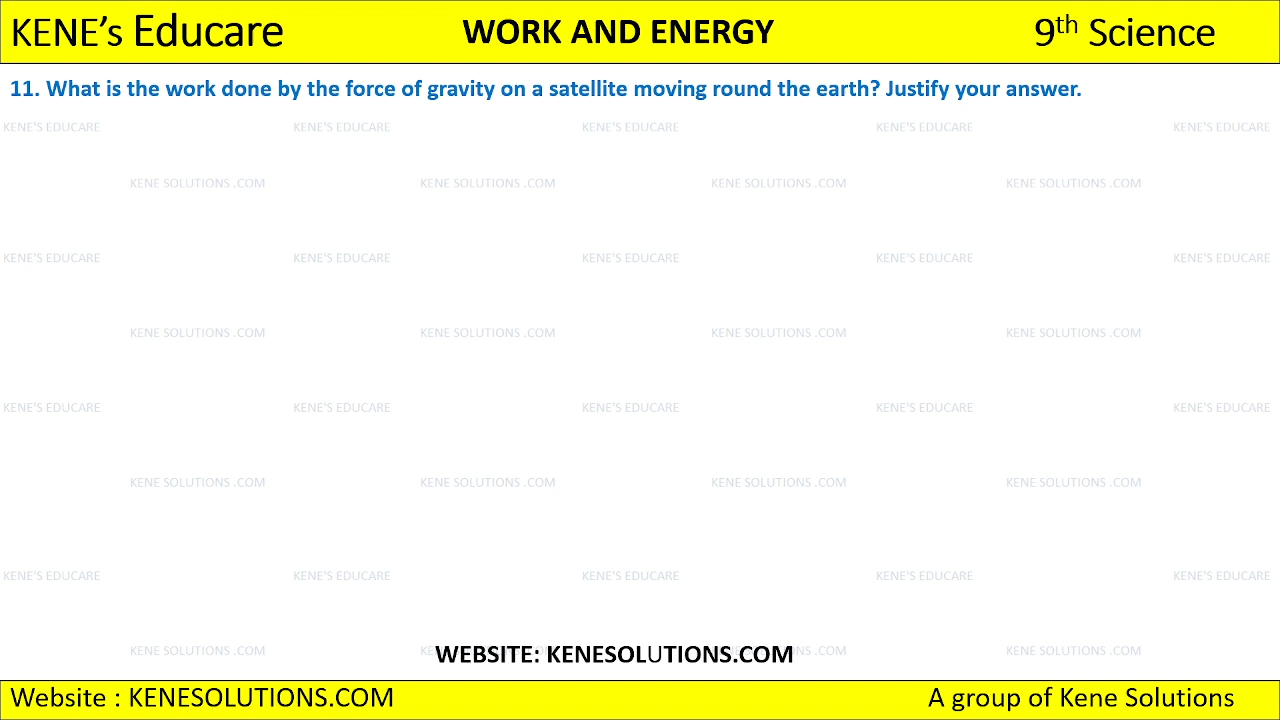 KENE's Educare WORK AND ENERGY 9th Science
11. What is the work done by the force of gravity on a satellite moving round the earth? Justify your answer.
KENE'S EDUCARE KENE'S EDUCARE KENE'S EDUCARE KENE'S EDUCARE KENE'S EDUCARE
KENE SOLUTIONS .COM KENE SOLUTIONS .COM KENE SOLUTIONS .COM KENE SOLUTIONS .COM
KENE'S EDUCARE KENE'S EDUCARE KENE'S EDUCARE KENE'S EDUCARE KENE'S EDUCARE
KENE SOLUTIONS .COM KENE SOLUTIONS .COM KENE SOLUTIONS .COM KENE SOLUTIONS .COM
KENE'S EDUCARE KENE'S EDUCARE KENE'S EDUCARE KENE'S EDUCARE KENE'S EDUCARE
KENE SOLUTIONS .COM KENE SOLUTIONS .COM KENE SOLUTIONS .COM KENE SOLUTIONS .COM
KENE'S EDUCARE KENE'S EDUCARE KENE'S EDUCARE KENE'S EDUCARE KENE'S EDUCARE
KENE SOLUTIONS .COM WEBSITE: KENESOLUTIONS.COM KENE SOLUTIONS .COM
Website : KENESOLUTIONS.COM A group of Kene Solutions